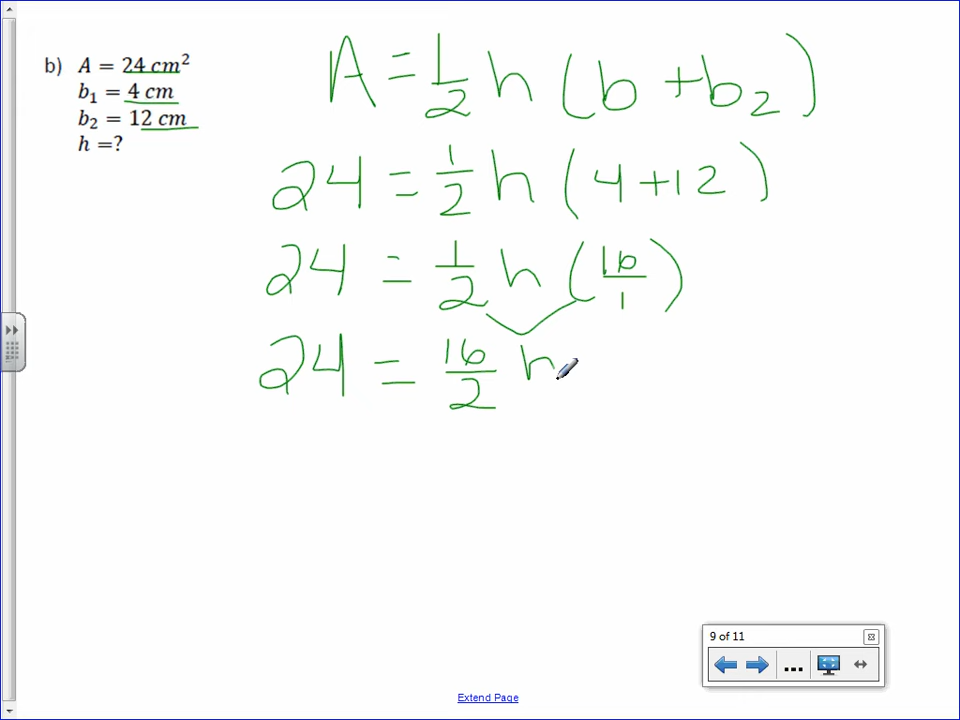 b) A = 24 cm²
b₁ = 4 cm
b₂ = 12 cm
h =?
A = 1/2 h (b + b₂)
24 = 1/2 h (4 + 12)
24 = 1/2 h (16/1)
24 = 16/2 h
9 of 11
...
Extend Page